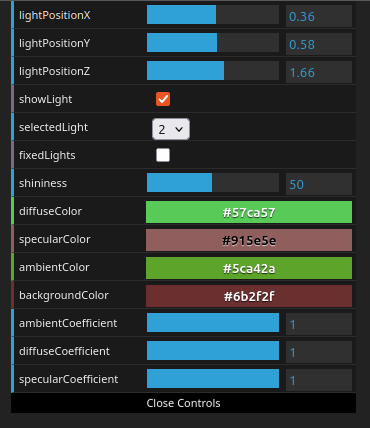 lightPositionX 0.36
lightPositionY 0.58
lightPositionZ 1.66
showLight
selectedLight 2
fixedLights
shininess 50
diffuseColor #57ca57
specularColor #915e5e
ambientColor #5ca42a
backgroundColor #6b2f2f
ambientCoefficient 1
diffuseCoefficient 1
specularCoefficient 1
Close Controls